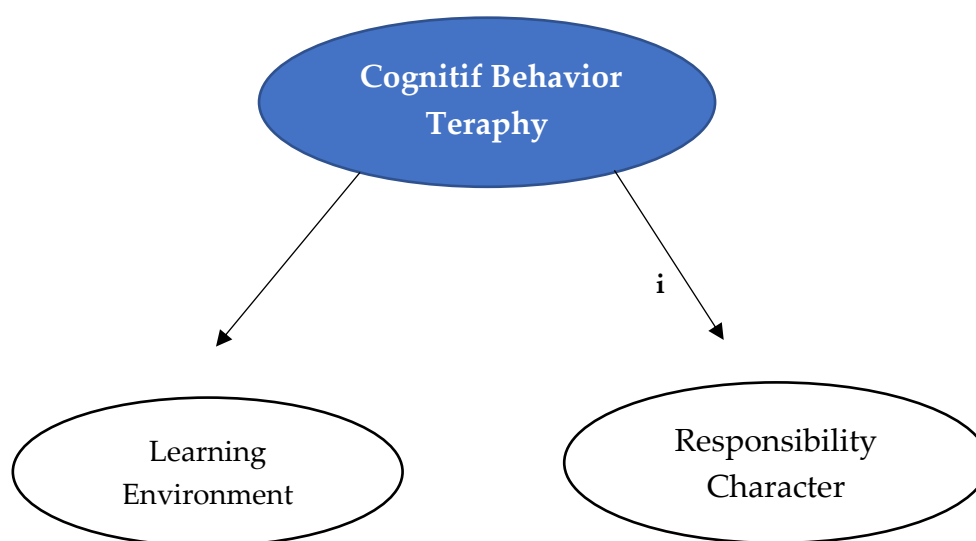 Cognitif Behavior
Teraphy
i
Learning
Environment
Responsibility
Character